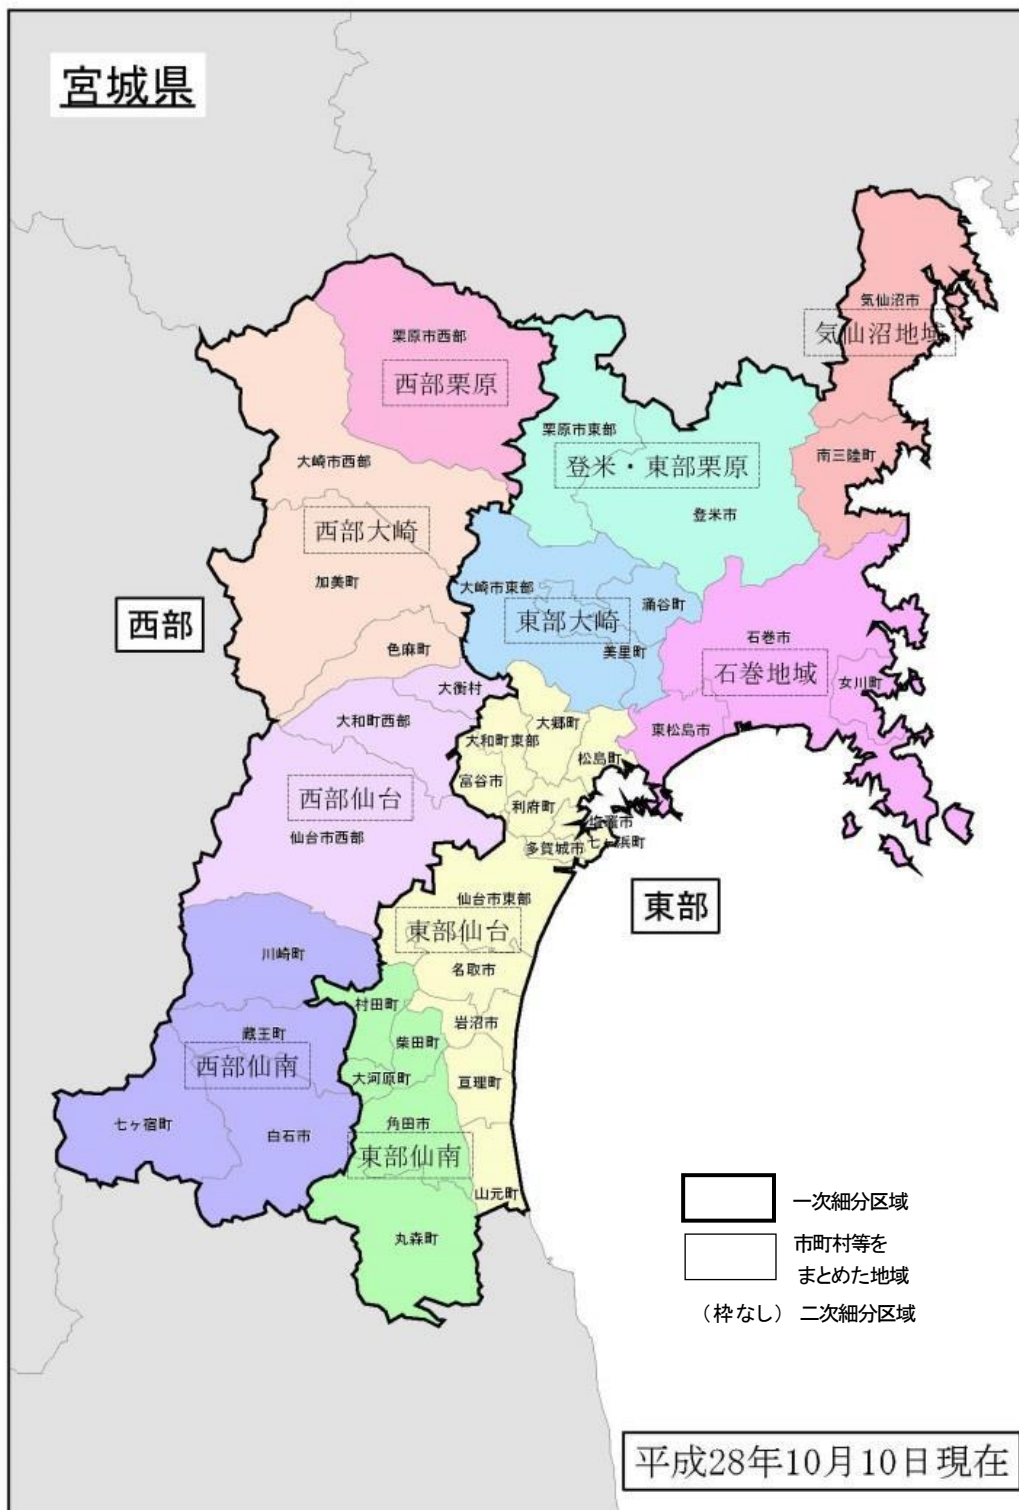 宮城県
気仙沼市
気仙沼地域
栗原市西部
西部栗原
栗原市東部
登米・東部栗原
南三陸町
大崎市西部
登米市
西部大崎
加美町
大崎市東部
涌谷町
東部大崎
西部
色麻町
美里町
石巻市
石巻地域
女川町
大衡村
大和町西部
大郷町
東松島市
大和町東部
松島町
富谷市
西部仙台
利府町
塩竈市
仙台市西部
多賀城市
七ヶ浜町
仙台市東部
東部
東部仙台
川崎町
名取市
村田町
岩沼市
蔵王町
柴田町
西部仙南
大河原町
亘理町
七ヶ宿町
白石市
角田市
東部仙南
山元町
丸森町
一次細分区域
市町村等を
まとめた地域
（枠なし） 二次細分区域
平成28年10月10日現在